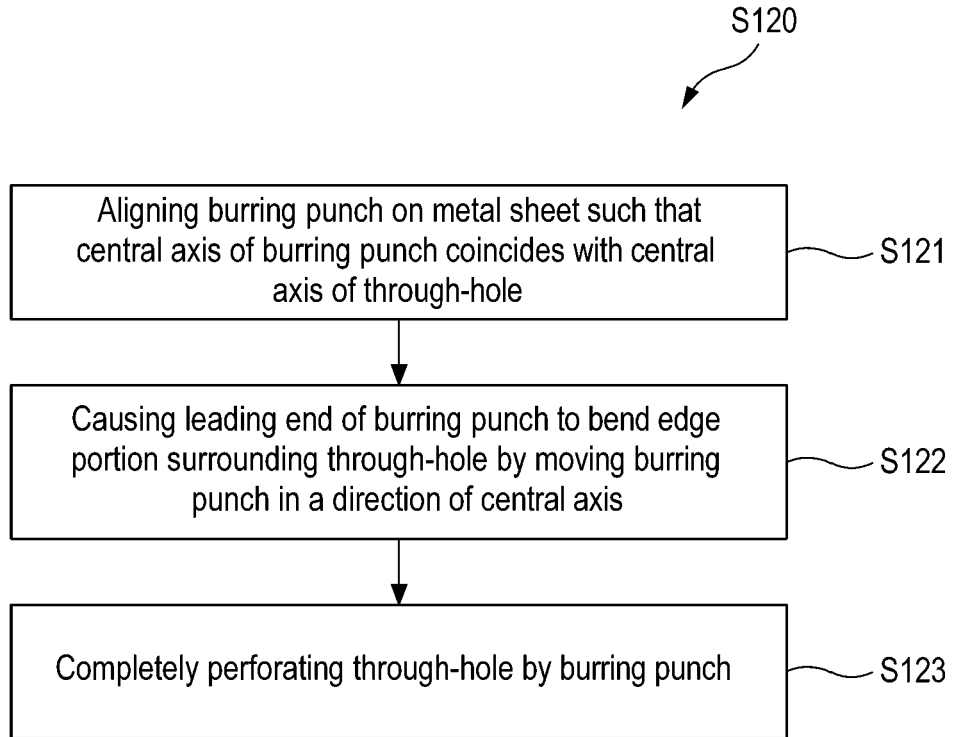 S120
Aligning burring punch on metal sheet such that
central axis of burring punch coincides with central
axis of through-hole
S121
Causing leading end of burring punch to bend edge
portion surrounding through-hole by moving burring
punch in a direction of central axis
S122
Completely perforating through-hole by burring punch
S123